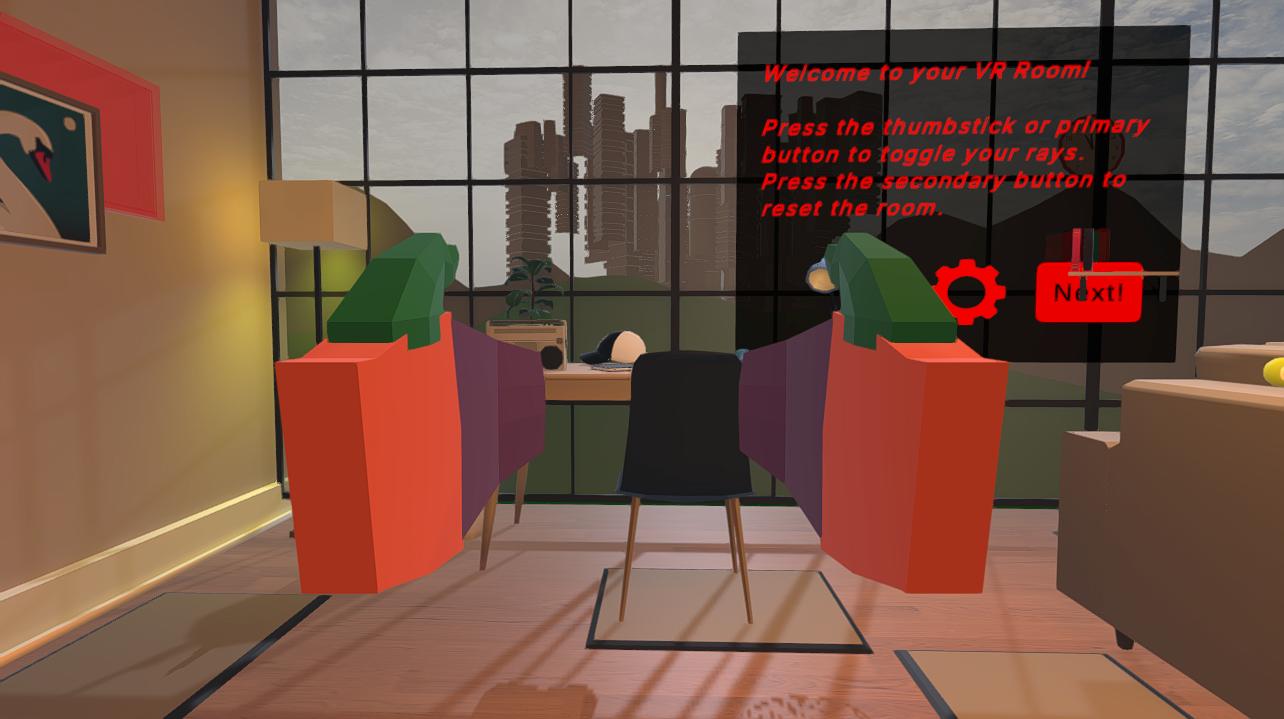 Welcome to your VR Room!
Press the thumbstick or primary
button to toggle your rays.
Press the secondary button to
reset the room.
Next!